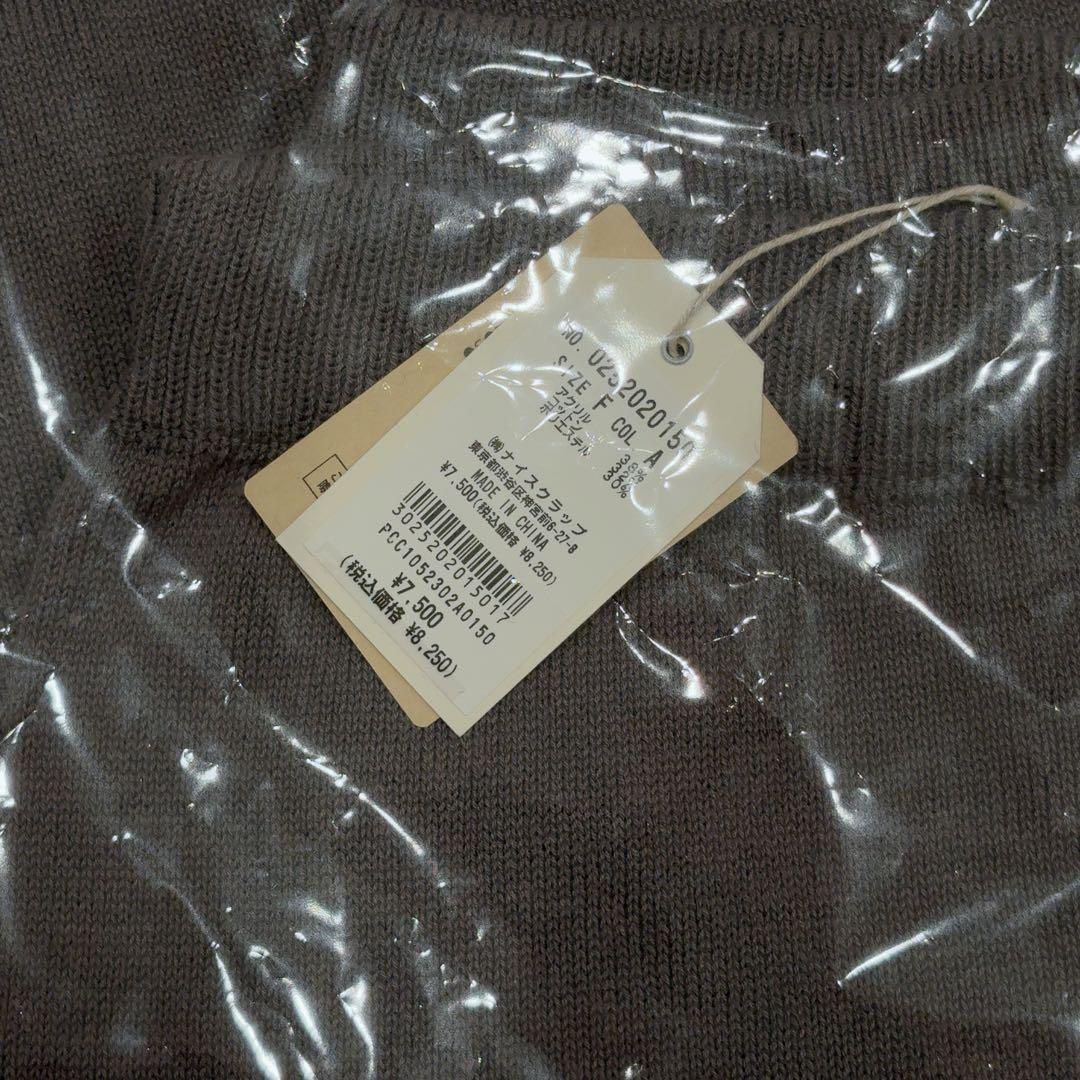 NO. 0252020150
SIZE F COL A
アクリル 38%
コットン 32%
ポリエステル 30%
㈱ナイスクラップ
東京都渋谷区神宮前6-27-8
MADE IN CHINA
¥7,500(税込価格 ¥8,250)
3025202015017
PCC1052302A0150
¥7,500
(税込価格 ¥8,250)